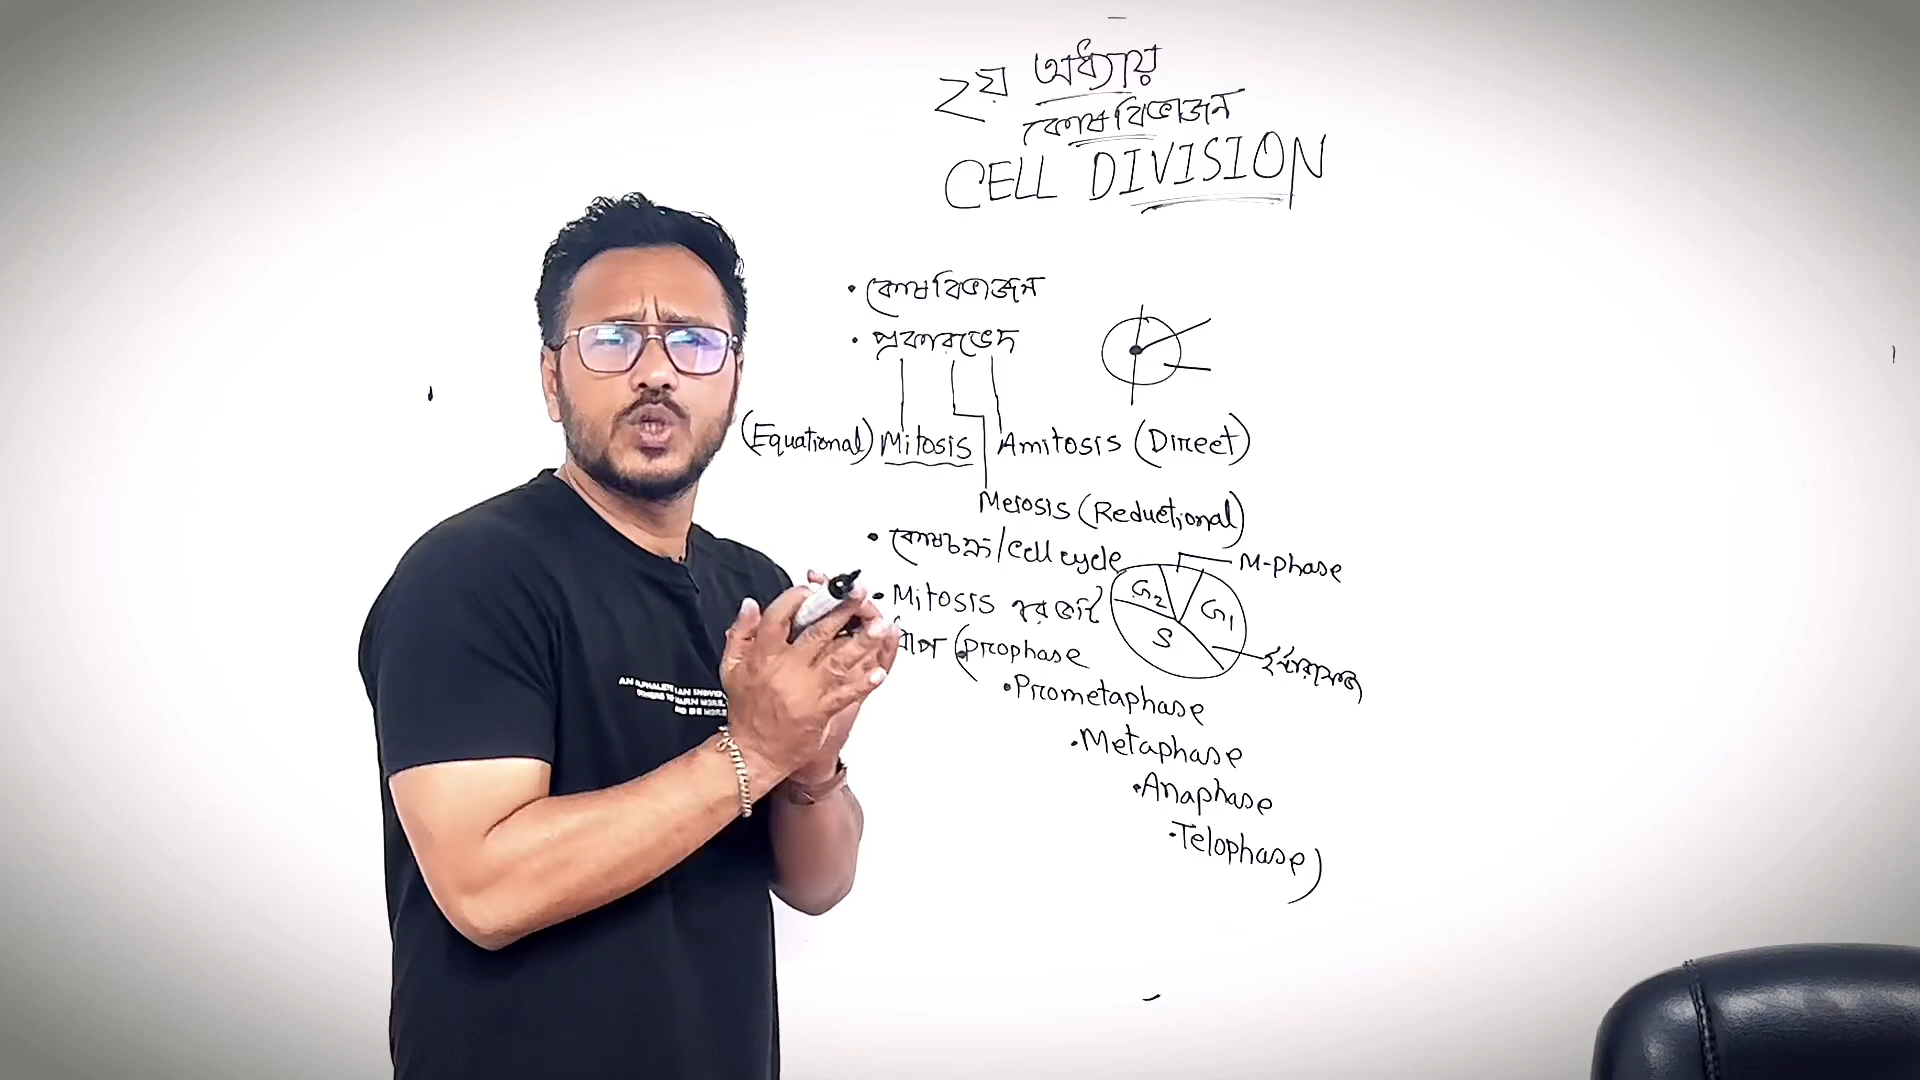 ২য় অধ্যায়
কোষ বিভাজন
CELL DIVISION
• কোষ বিভাজন
• প্রকারভেদ
(Equational) Mitosis Amitosis (Direct)
Meiosis (Reductional)
• কোষচক্র/cell cycle
M-phase
G₂ G₁
S
ইন্টারফেজ
• Mitosis
ধাপ (Prophase
• Prometaphase
• Metaphase
• Anaphase
• Telophase)